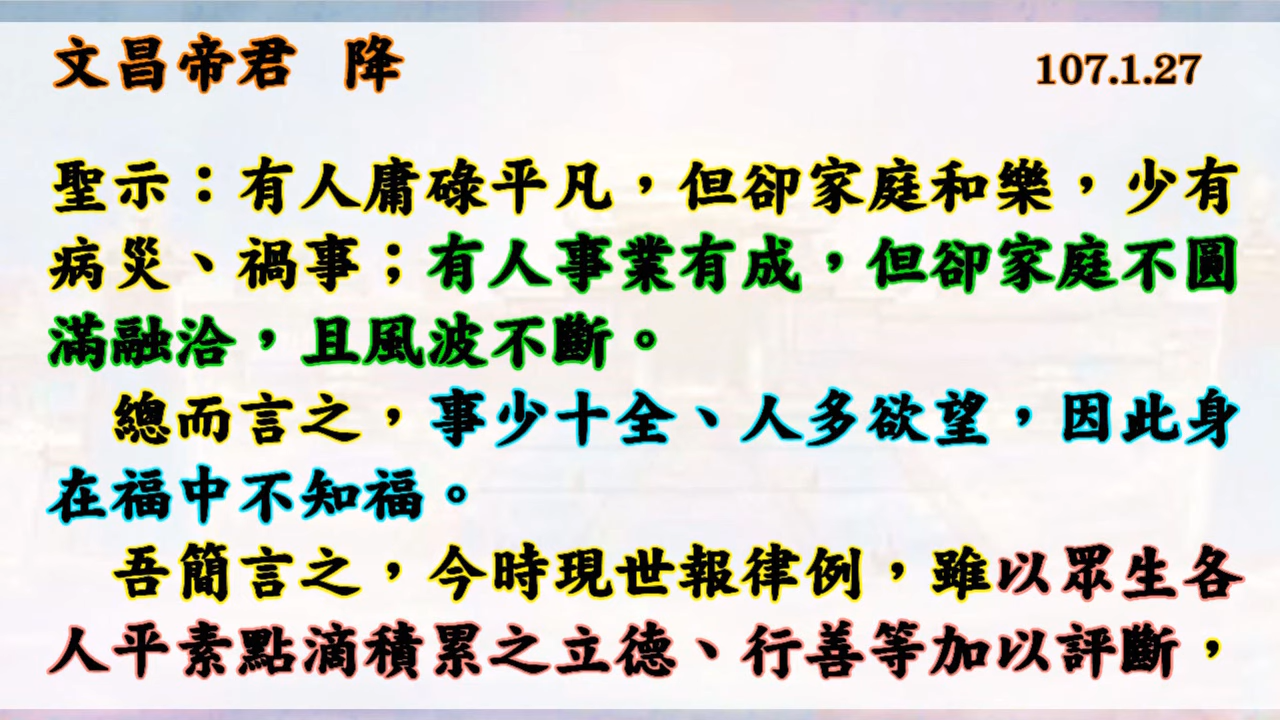 文昌帝君 降 107.1.27
聖示：有人庸碌平凡，但卻家庭和樂，少有
病災、禍事；有人事業有成，但卻家庭不圓
滿融洽，且風波不斷。
總而言之，事少十全、人多欲望，因此身
在福中不知福。
吾簡言之，今時現世報律例，雖以眾生各
人平素點滴積累之立德、行善等加以評斷，